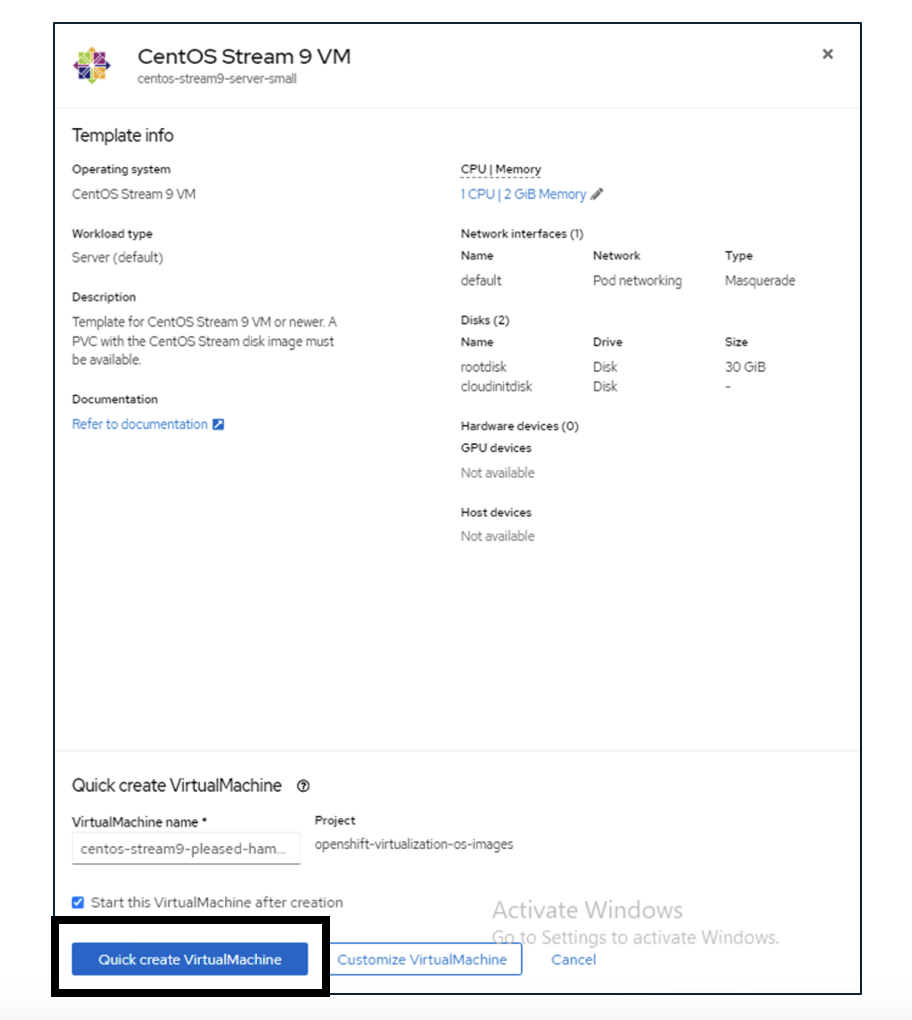 CentOS Stream 9 VM
centos-stream9-server-small
Template info
Operating system
CentOS Stream 9 VM
Workload type
Server (default)
Description
Template for CentOS Stream 9 VM or newer. A
PVC with the CentOS Stream disk image must
be available.
Documentation
Refer to documentation
CPU | Memory
1 CPU | 2 GiB Memory
Network interfaces (1)
Name Network Type
default Pod networking Masquerade
Disks (2)
Name Drive Size
rootdisk Disk 30 GiB
cloudinitdisk Disk -
Hardware devices (0)
GPU devices
Not available
Host devices
Not available
Quick create VirtualMachine
VirtualMachine name *
centos-stream9-pleased-ham...
Project
openshift-virtualization-os-images
Start this VirtualMachine after creation
Activate Windows
Go to Settings to activate Windows.
Quick create VirtualMachine Customize VirtualMachine Cancel